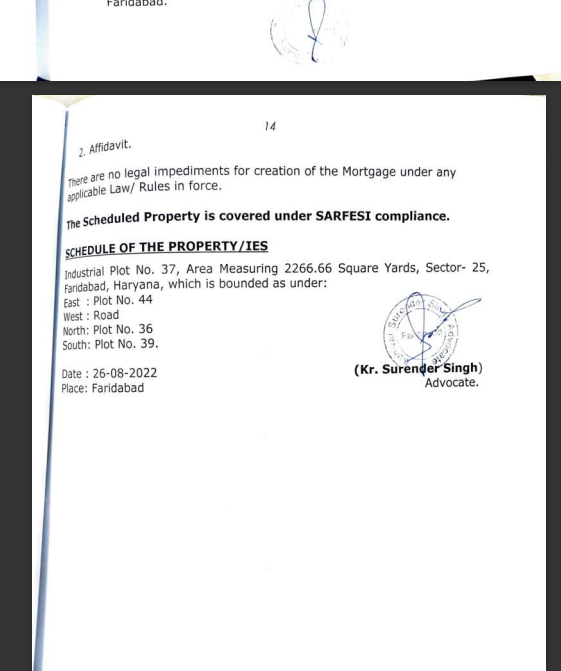 Faridabad.
14
2. Affidavit.
There are no legal impediments for creation of the Mortgage under any
applicable Law/ Rules in force.
The Scheduled Property is covered under SARFESI compliance.
SCHEDULE OF THE PROPERTY/IES
Industrial Plot No. 37, Area Measuring 2266.66 Square Yards, Sector- 25,
Faridabad, Haryana, which is bounded as under:
East : Plot No. 44
West : Road
North: Plot No. 36
South: Plot No. 39.
Surender Singh Advocate
(Kr. Surender Singh)
Advocate.
Date : 26-08-2022
Place: Faridabad